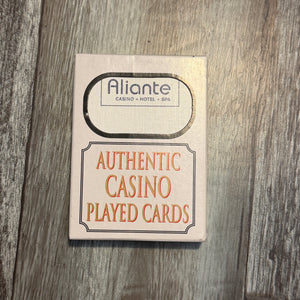 Aliante
CASINO • HOTEL • SPA
AUTHENTIC
CASINO
PLAYED CARDS